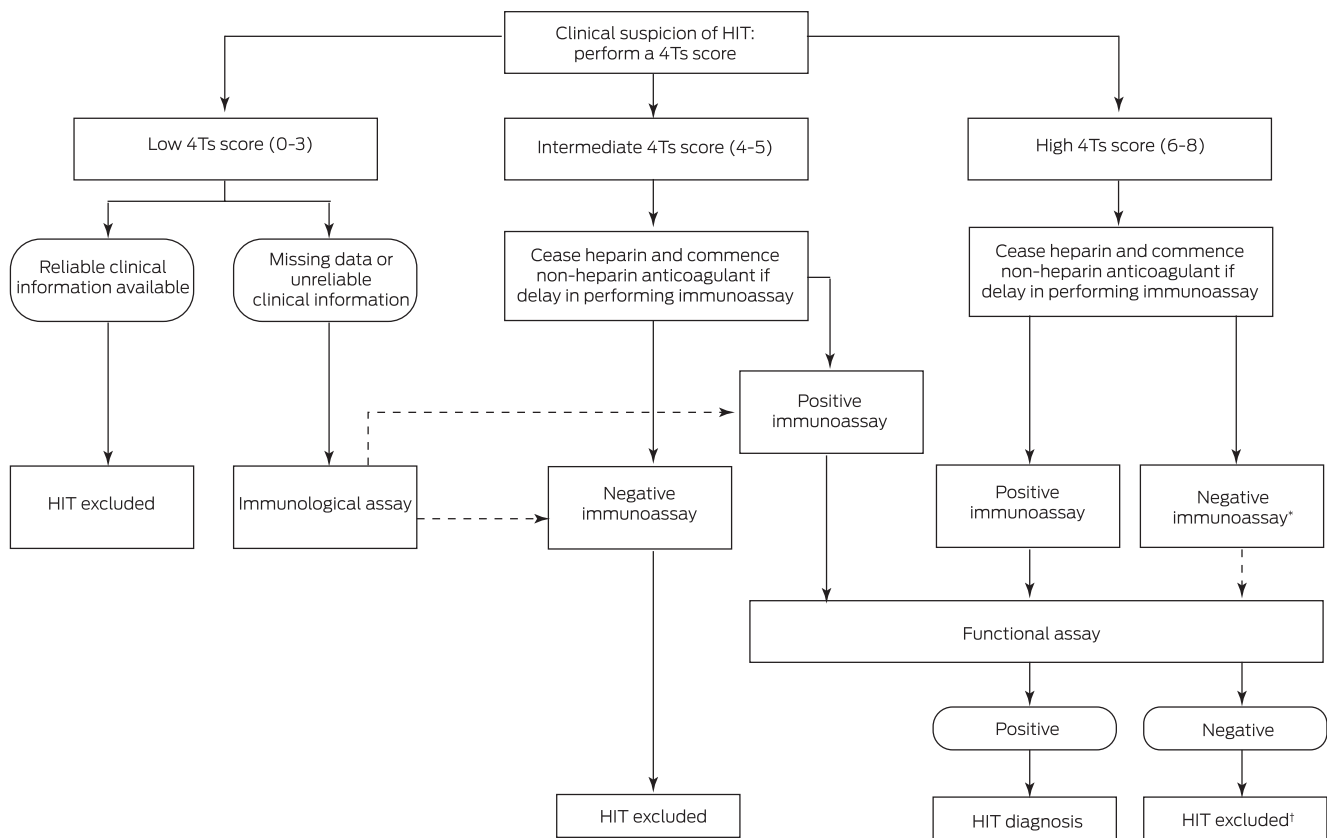 Clinical suspicion of HIT:
perform a 4Ts score
Low 4Ts score (0-3)
Intermediate 4Ts score (4-5)
High 4Ts score (6-8)
Reliable clinical
information available
Missing data or
unreliable
clinical information
Cease heparin and commence
non-heparin anticoagulant if
delay in performing immunoassay
Cease heparin and commence
non-heparin anticoagulant if
delay in performing immunoassay
Positive
immunoassay
HIT excluded
Immunological assay
Negative
immunoassay
Positive
immunoassay
Negative
immunoassay*
Functional assay
Positive
Negative
HIT excluded
HIT diagnosis
HIT excluded†